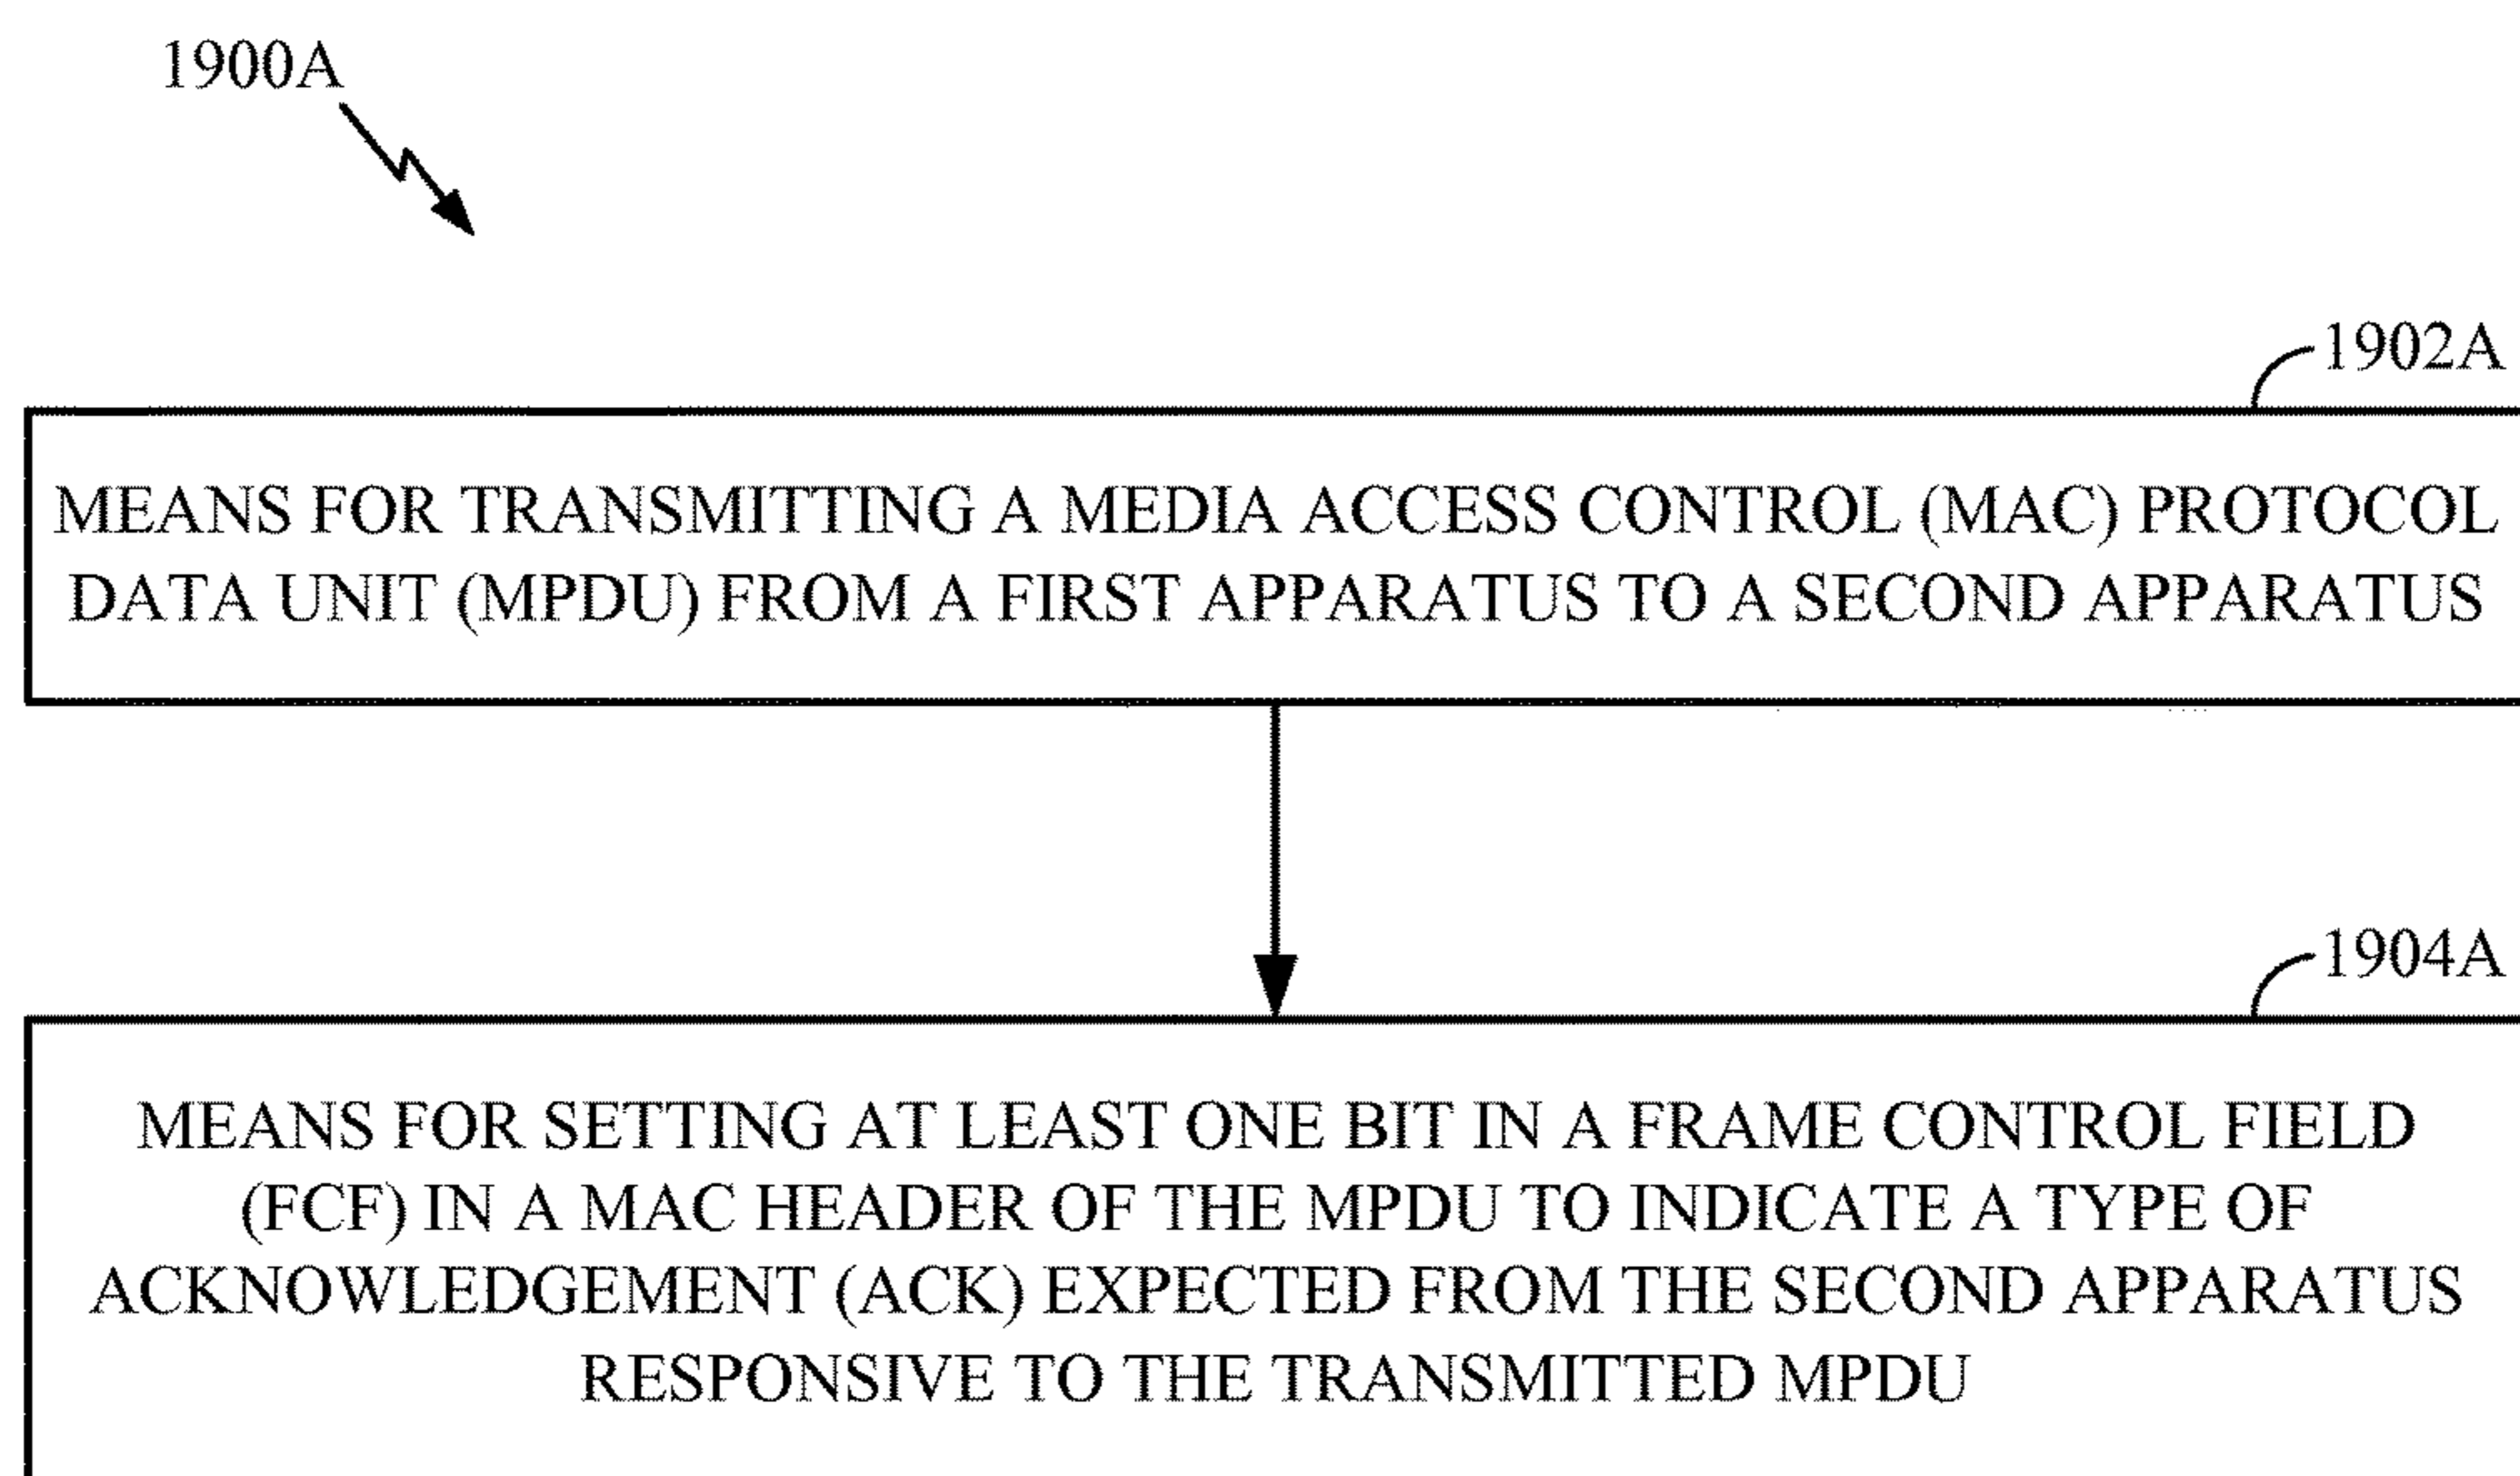 1900A
1902A
MEANS FOR TRANSMITTING A MEDIA ACCESS CONTROL (MAC) PROTOCOL
DATA UNIT (MPDU) FROM A FIRST APPARATUS TO A SECOND APPARATUS
1904A
MEANS FOR SETTING AT LEAST ONE BIT IN A FRAME CONTROL FIELD
(FCF) IN A MAC HEADER OF THE MPDU TO INDICATE A TYPE OF
ACKNOWLEDGEMENT (ACK) EXPECTED FROM THE SECOND APPARATUS
RESPONSIVE TO THE TRANSMITTED MPDU